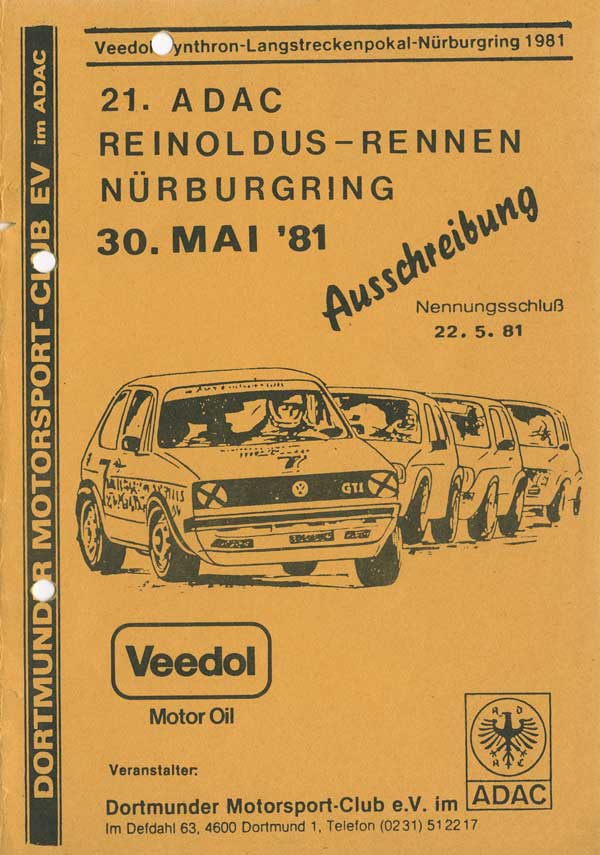 Veedol ynthron-Langstreckenpokal-Nürburgring 1981
21. ADAC
REINOLDUS-RENNEN
NÜRBURGRING
30. MAI '81
Ausschreibung
Nennungsschluß
22. 5. 81
DORTMUNDER MOTORSPORT-CLUB EV im ADAC
GTI
Veedol
Motor Oil
Veranstalter:
A D
A C
ADAC
Dortmunder Motorsport-Club e.V. im
Im Defdahl 63, 4600 Dortmund 1, Telefon (0231) 512217